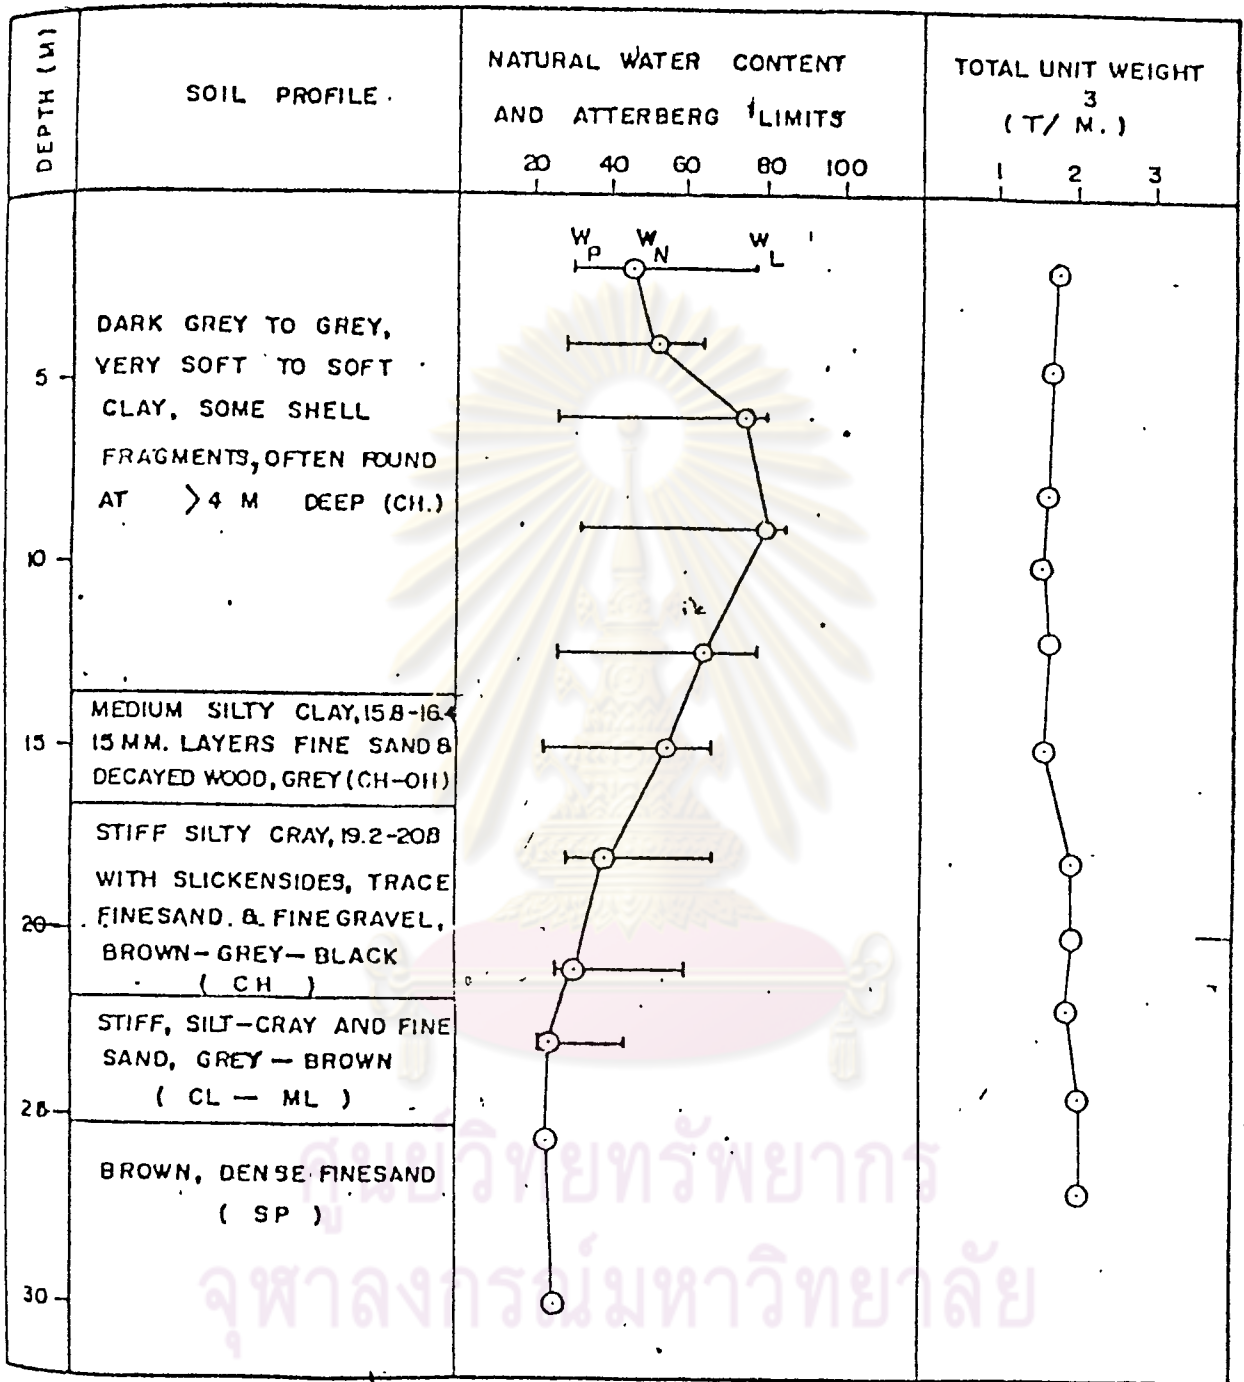 DEPTH (M)
SOIL PROFILE.
NATURAL WATER CONTENT
AND ATTERBERG LIMITS
20 40 60 80 100
TOTAL UNIT WEIGHT
3
(T/ M.)
1 2 3
W P W N W L
DARK GREY TO GREY,
VERY SOFT TO SOFT
CLAY, SOME SHELL
FRAGMENTS, OFTEN FOUND
AT >4 M DEEP (CH.)
5
10
MEDIUM SILTY CLAY, 15.8-16.4
15 MM. LAYERS FINE SAND &
DECAYED WOOD, GREY (CH-OH)
15
STIFF SILTY CRAY, 19.2-20.8
WITH SLICKENSIDES, TRACE
FINESAND. & FINE GRAVEL,
BROWN-GREY-BLACK
( CH )
20
STIFF, SILT-CRAY AND FINE
SAND, GREY - BROWN
( CL - ML )
25
BROWN, DENSE FINESAND
( SP )
30
ศูนย์วิทยทรัพยากร
จุฬาลงกรณ์มหาวิทยาลัย